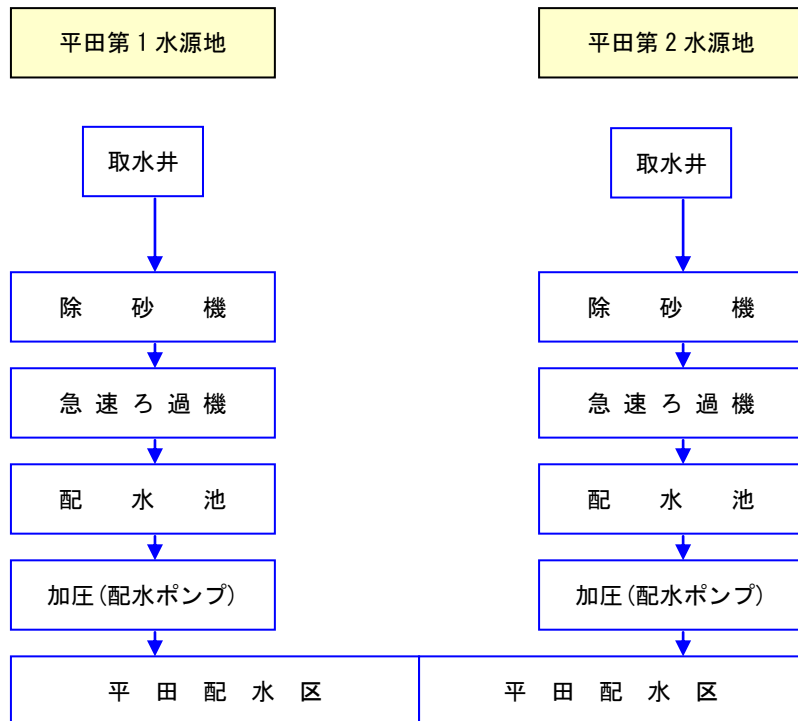 平田第１水源地
平田第２水源地
取水井
取水井
除砂機
除砂機
急速ろ過機
急速ろ過機
配水池
配水池
加圧(配水ポンプ)
加圧(配水ポンプ)
平田配水区
平田配水区